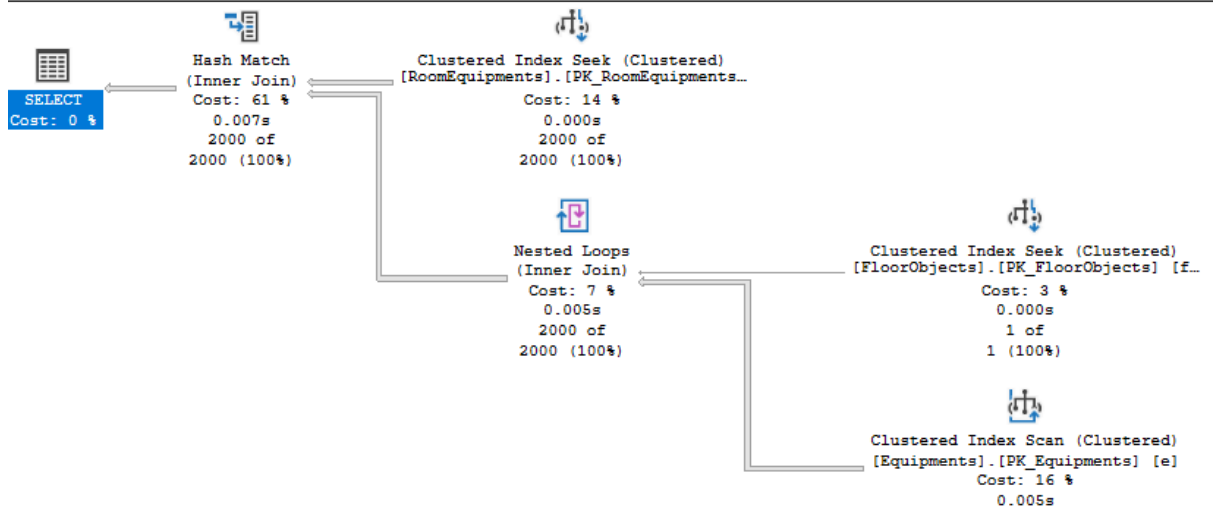 SELECT
Cost: 0 %
Hash Match
(Inner Join)
Cost: 61 %
0.007s
2000 of
2000 (100%)
Clustered Index Seek (Clustered)
[RoomEquipments].[PK_RoomEquipments…
Cost: 14 %
0.000s
2000 of
2000 (100%)
Nested Loops
(Inner Join)
Cost: 7 %
0.005s
2000 of
2000 (100%)
Clustered Index Seek (Clustered)
[FloorObjects].[PK_FloorObjects] [f…
Cost: 3 %
0.000s
1 of
1 (100%)
Clustered Index Scan (Clustered)
[Equipments].[PK_Equipments] [e]
Cost: 16 %
0.005s